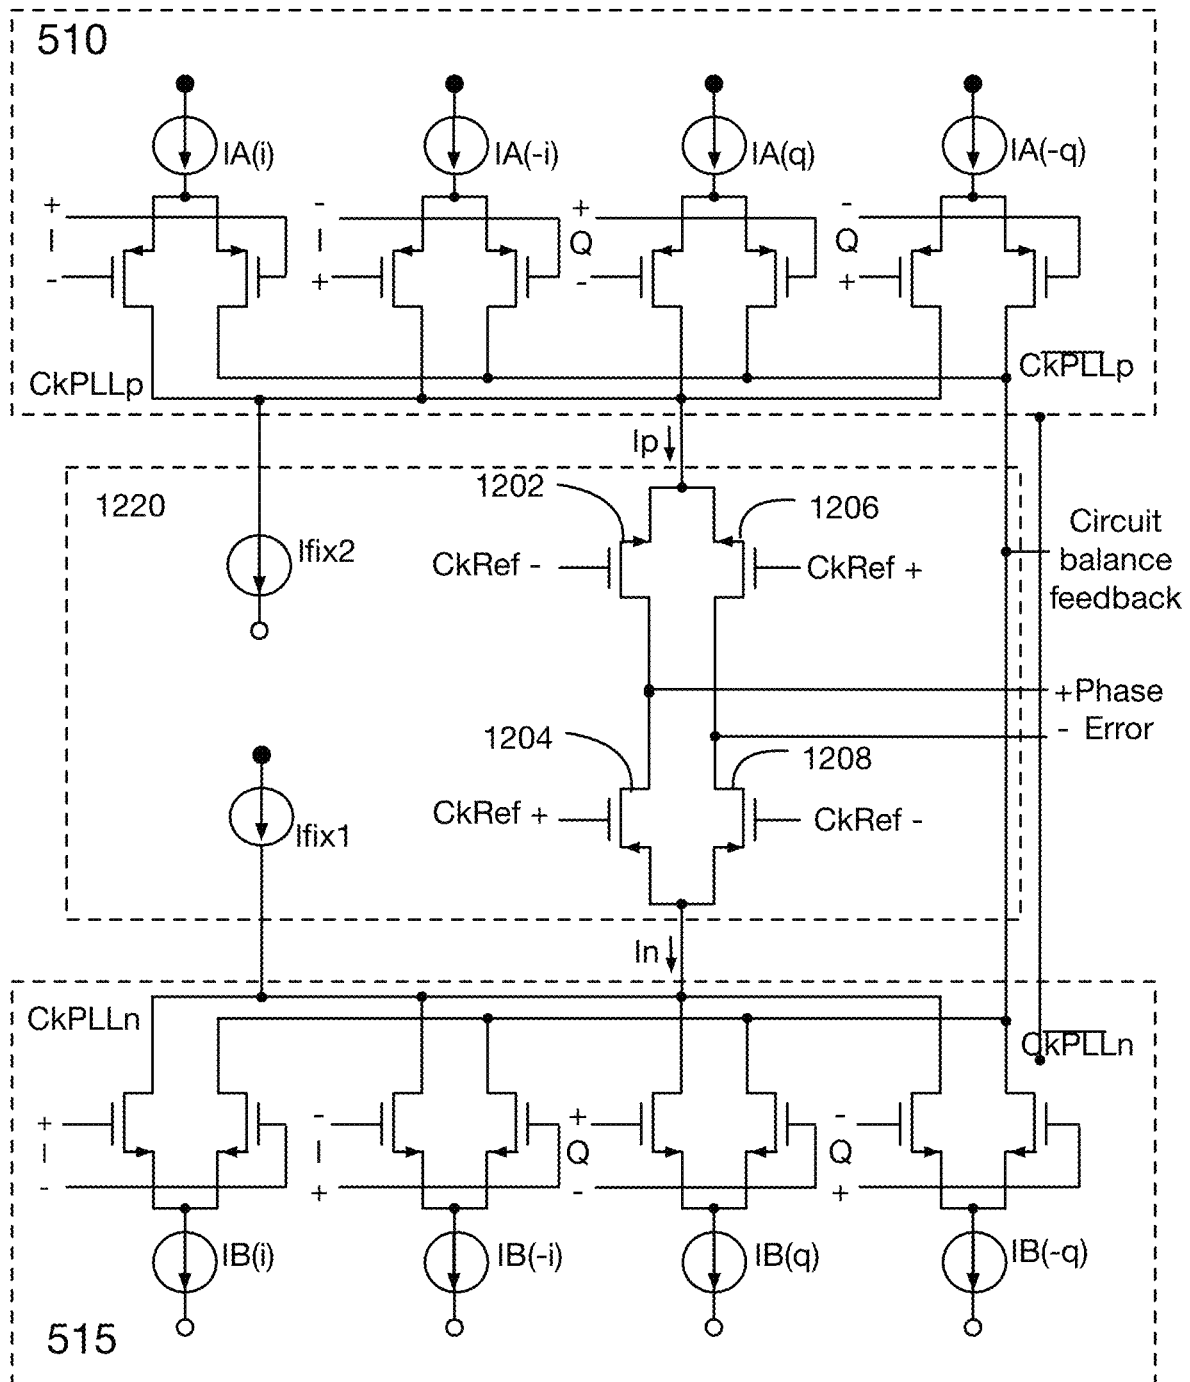 510
IA(i)
IA(-i)
IA(q)
IA(-q)
+
I
-
-
I
+
+
Q
-
-
Q
+
CkPLLp
CkPLLp
Ip
1220
1202
1206
Ifix2
CkRef -
CkRef +
Circuit
balance
feedback
+Phase
- Error
1204
1208
Ifix1
CkRef +
CkRef -
In
CkPLLn
CkPLLn
+
I
-
-
I
+
+
Q
-
-
Q
+
IB(i)
IB(-i)
IB(q)
IB(-q)
515